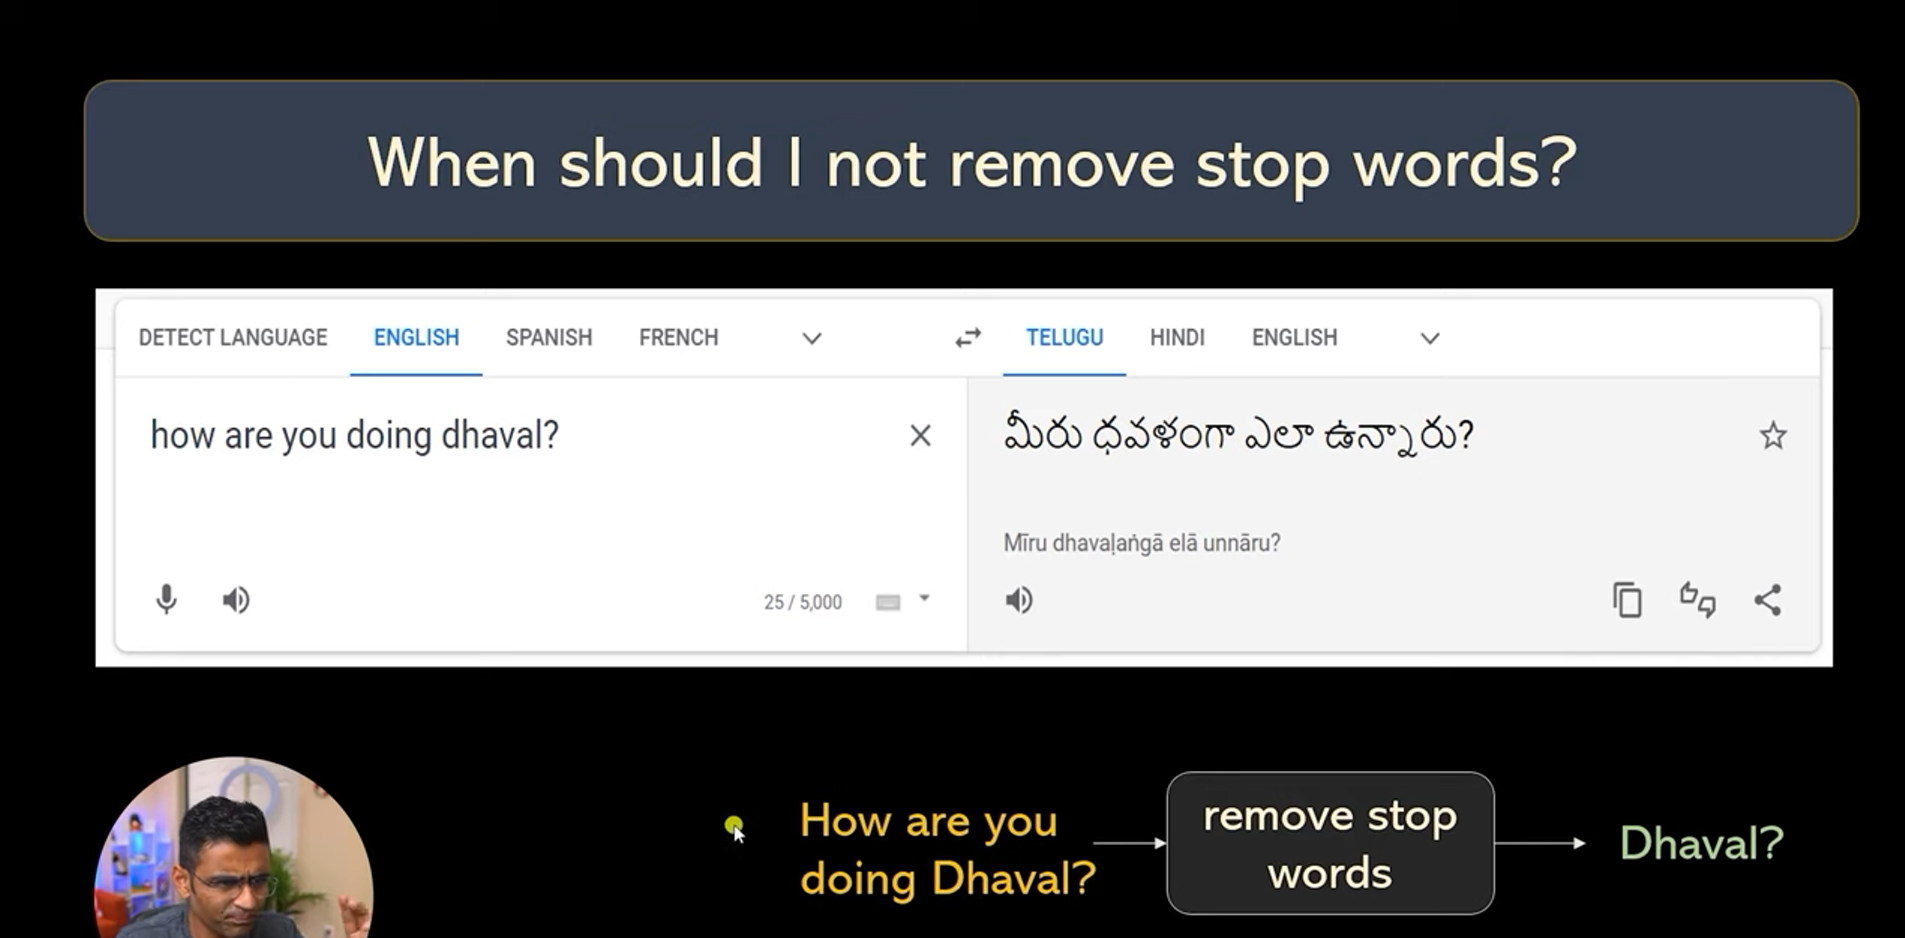 When should I not remove stop words?
DETECT LANGUAGE ENGLISH SPANISH FRENCH TELUGU HINDI ENGLISH
how are you doing dhaval?
మీరు ధవళంగా ఎలా ఉన్నారు?
Mīru dhavaḷaṅgā elā unnāru?
25 / 5,000
How are you
doing Dhaval?
remove stop
words
Dhaval?